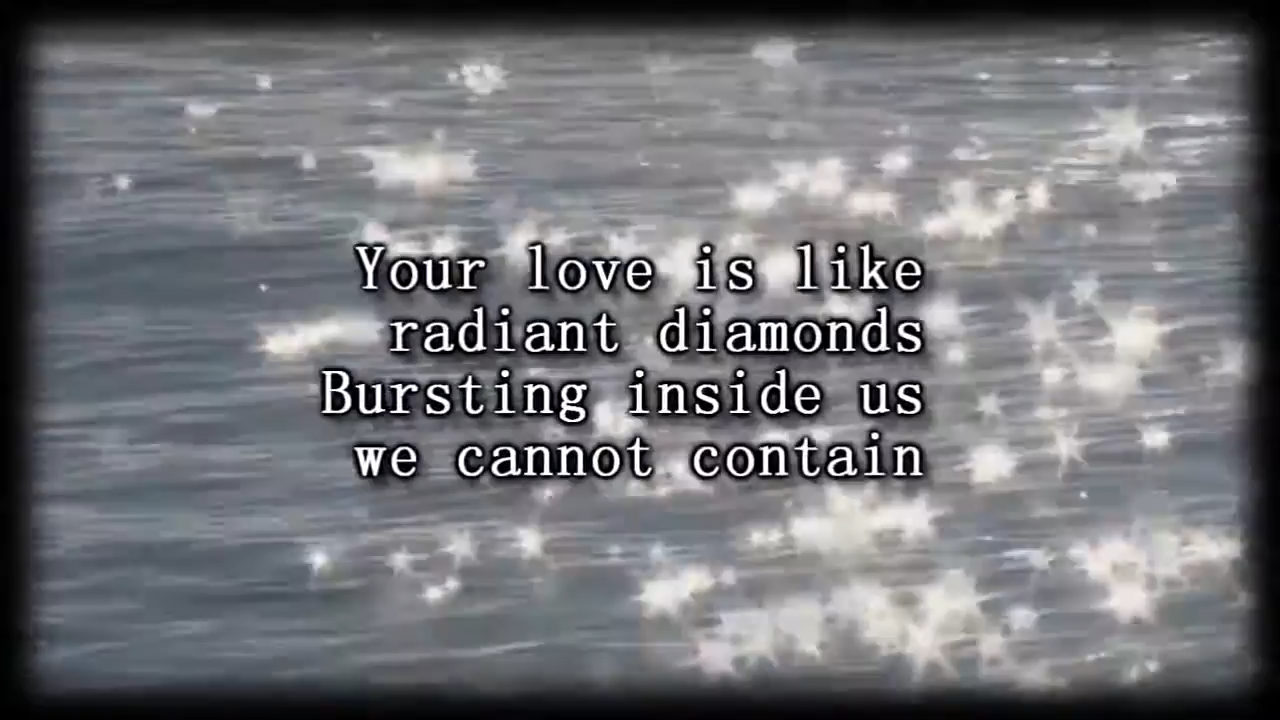 Your love is like
radiant diamonds
Bursting inside us
we cannot contain